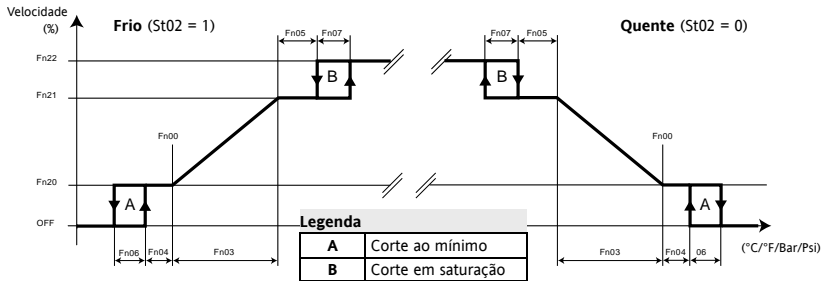 Velocidade
(%)
Frio (St02 = 1)
Quente (St02 = 0)
Fn05 Fn07
Fn07 Fn05
Fn22
B
B
Fn21
Fn00
Fn00
Fn20
A
A
OFF
Fn06 Fn04 Fn03
Fn03 Fn04 06
(°C/°F/Bar/Psi)
Legenda
A Corte ao mínimo
B Corte em saturação